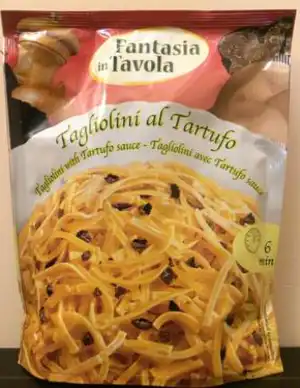 Fantasia
in Tavola
Tagliolini al Tartufo
Tagliolini with Tartufo sauce - Tagliolini avec Tartufo sauce
6
min